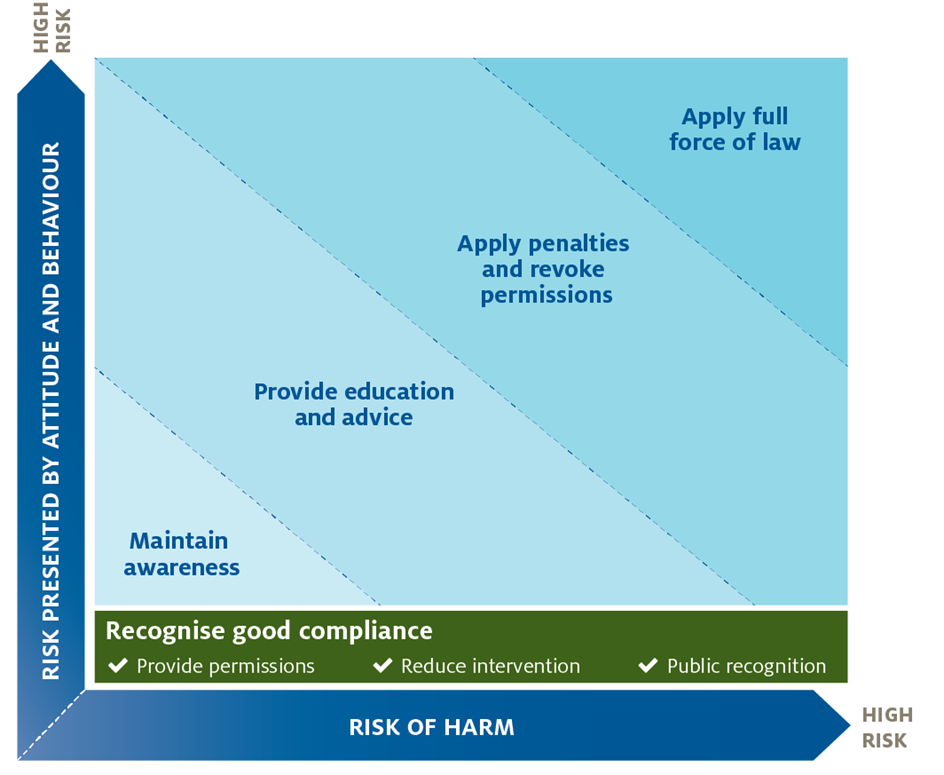 HIGH
RISK
RISK PRESENTED BY ATTITUDE AND BEHAVIOUR
Apply full
force of law
Apply penalties
and revoke
permissions
Provide education
and advice
Maintain
awareness
Recognise good compliance
Provide permissions
Reduce intervention
Public recognition
RISK OF HARM
HIGH
RISK